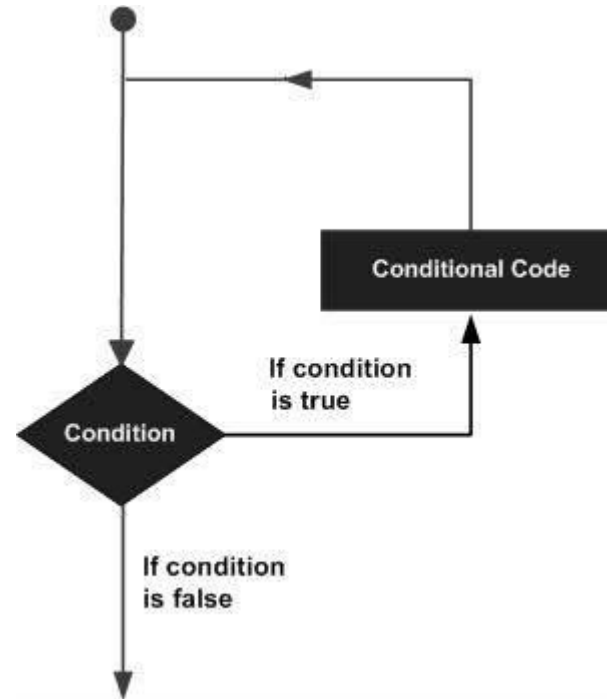 Conditional Code
If condition
is true
Condition
If condition
is false